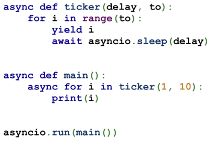 async def ticker(delay, to):
    for i in range(to):
        yield i
        await asyncio.sleep(delay)


async def main():
    async for i in ticker(1, 10):
        print(i)


asyncio.run(main())